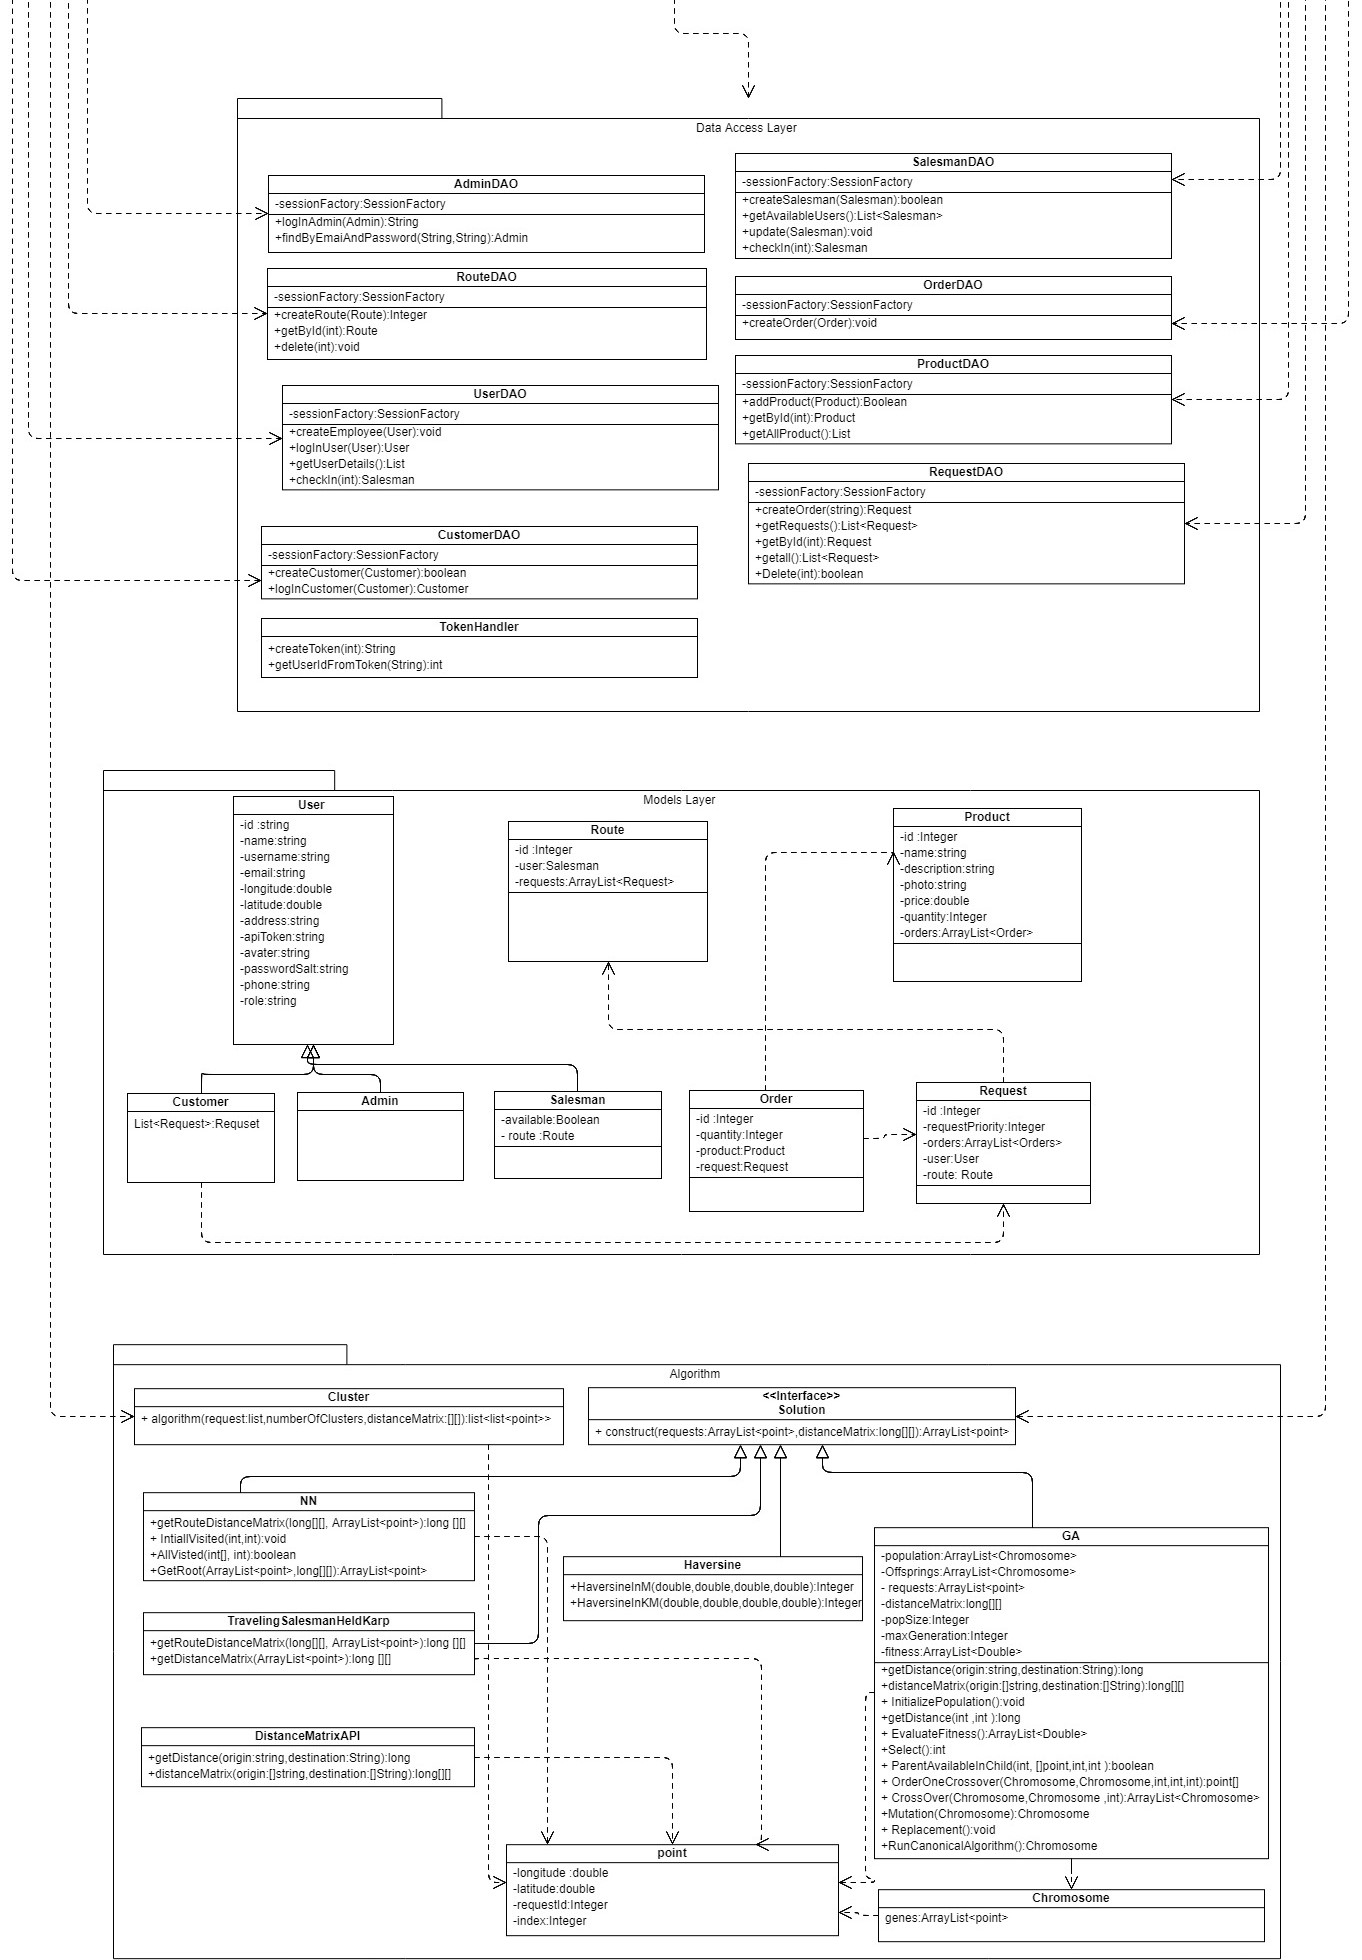 Data Access Layer
AdminDAO
-sessionFactory:SessionFactory
+logInAdmin(Admin):String
+findByEmaiAndPassword(String,String):Admin
SalesmanDAO
-sessionFactory:SessionFactory
+createSalesman(Salesman):boolean
+getAvailableUsers():List<Salesman>
+update(Salesman):void
+checkIn(int):Salesman
RouteDAO
-sessionFactory:SessionFactory
+createRoute(Route):Integer
+getById(int):Route
+delete(int):void
OrderDAO
-sessionFactory:SessionFactory
+createOrder(Order):void
ProductDAO
-sessionFactory:SessionFactory
+addProduct(Product):Boolean
+getById(int):Product
+getAllProduct():List
UserDAO
-sessionFactory:SessionFactory
+createEmployee(User):void
+logInUser(User):User
+getUserDetails():List
+checkIn(int):Salesman
RequestDAO
-sessionFactory:SessionFactory
+createOrder(string):Request
+getRequests():List<Request>
+getById(int):Request
+getall():List<Request>
+Delete(int):boolean
CustomerDAO
-sessionFactory:SessionFactory
+createCustomer(Customer):boolean
+logInCustomer(Customer):Customer
TokenHandler
+createToken(int):String
+getUserIdFromToken(String):int
Models Layer
User
-id :string
-name:string
-username:string
-email:string
-longitude:double
-latitude:double
-address:string
-apiToken:string
-avater:string
-passwordSalt:string
-phone:string
-role:string
Route
-id :Integer
-user:Salesman
-requests:ArrayList<Request>
Product
-id :Integer
-name:string
-description:string
-photo:string
-price:double
-quantity:Integer
-orders:ArrayList<Order>
Customer
List<Request>:Requset
Admin
Salesman
-available:Boolean
- route :Route
Order
-id :Integer
-quantity:Integer
-product:Product
-request:Request
Request
-id :Integer
-requestPriority:Integer
-orders:ArrayList<Orders>
-user:User
-route: Route
Algorithm
Cluster
+ algorithm(request:list,numberOfClusters,distanceMatrix:[][]):list<list<point>>
<<Interface>>
Solution
+ construct(requests:ArrayList<point>,distanceMatrix:long[][]):ArrayList<point>
NN
+getRouteDistanceMatrix(long[][], ArrayList<point>):long [][]
+ IntiallVisited(int,int):void
+AllVisted(int[], int):boolean
+GetRoot(ArrayList<point>,long[][]):ArrayList<point>
Haversine
+HaversineInM(double,double,double,double):Integer
+HaversineInKM(double,double,double,double):Integer
GA
-population:ArrayList<Chromosome>
-Offsprings:ArrayList<Chromosome>
- requests:ArrayList<point>
-distanceMatrix:long[][]
-popSize:Integer
-maxGeneration:Integer
-fitness:ArrayList<Double>
+getDistance(origin:string,destination:String):long
+distanceMatrix(origin:[]string,destination:[]String):long[][]
+ InitializePopulation():void
+getDistance(int ,int ):long
+ EvaluateFitness():ArrayList<Double>
+Select():int
+ ParentAvailableInChild(int, []point,int,int ):boolean
+ OrderOneCrossover(Chromosome,Chromosome,int,int,int):point[]
+ CrossOver(Chromosome,Chromosome ,int):ArrayList<Chromosome>
+Mutation(Chromosome):Chromosome
+ Replacement():void
+RunCanonicalAlgorithm():Chromosome
TravelingSalesmanHeldKarp
+getRouteDistanceMatrix(long[][], ArrayList<point>):long [][]
+getDistanceMatrix(ArrayList<point>):long [][]
DistanceMatrixAPI
+getDistance(origin:string,destination:String):long
+distanceMatrix(origin:[]string,destination:[]String):long[][]
point
-longitude :double
-latitude:double
-requestId:Integer
-index:Integer
Chromosome
genes:ArrayList<point>